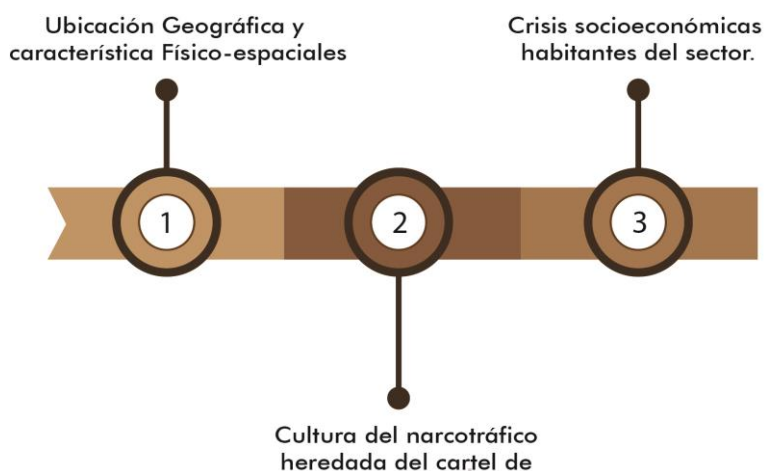 Ubicación Geográfica y
característica Físico-espaciales
Crisis socioeconómicas
habitantes del sector.
1
2
3
Cultura del narcotráfico
heredada del cartel de